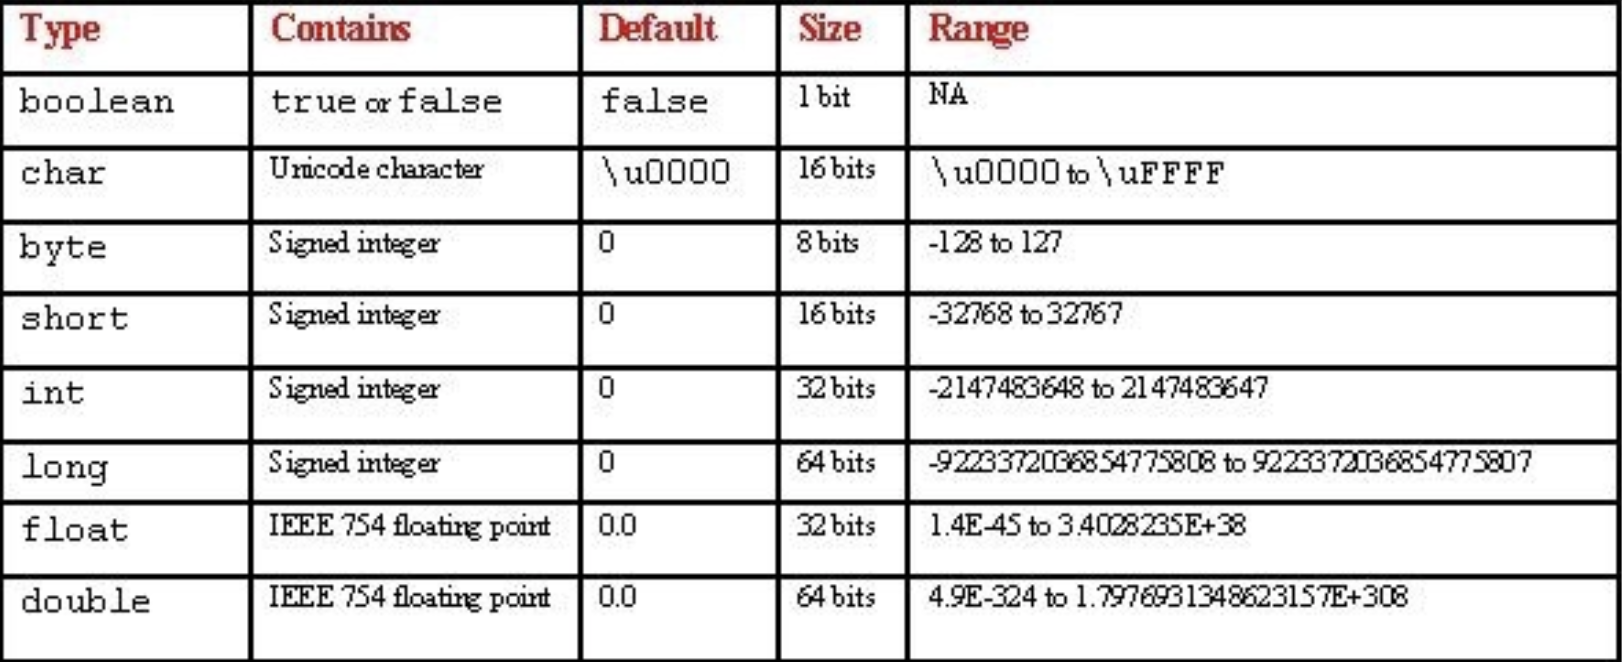 Type Contains Default Size Range
boolean true or false false 1 bit NA
char Unicode character \u0000 16 bits \u0000 to \uFFFF
byte Signed integer 0 8 bits -128 to 127
short Signed integer 0 16 bits -32768 to 32767
int Signed integer 0 32 bits -2147483648 to 2147483647
long Signed integer 0 64 bits -9223372036854775808 to 9223372036854775807
float IEEE 754 floating point 0.0 32 bits 1.4E-45 to 3.4028235E+38
double IEEE 754 floating point 0.0 64 bits 4.9E-324 to 1.7976931348623157E+308